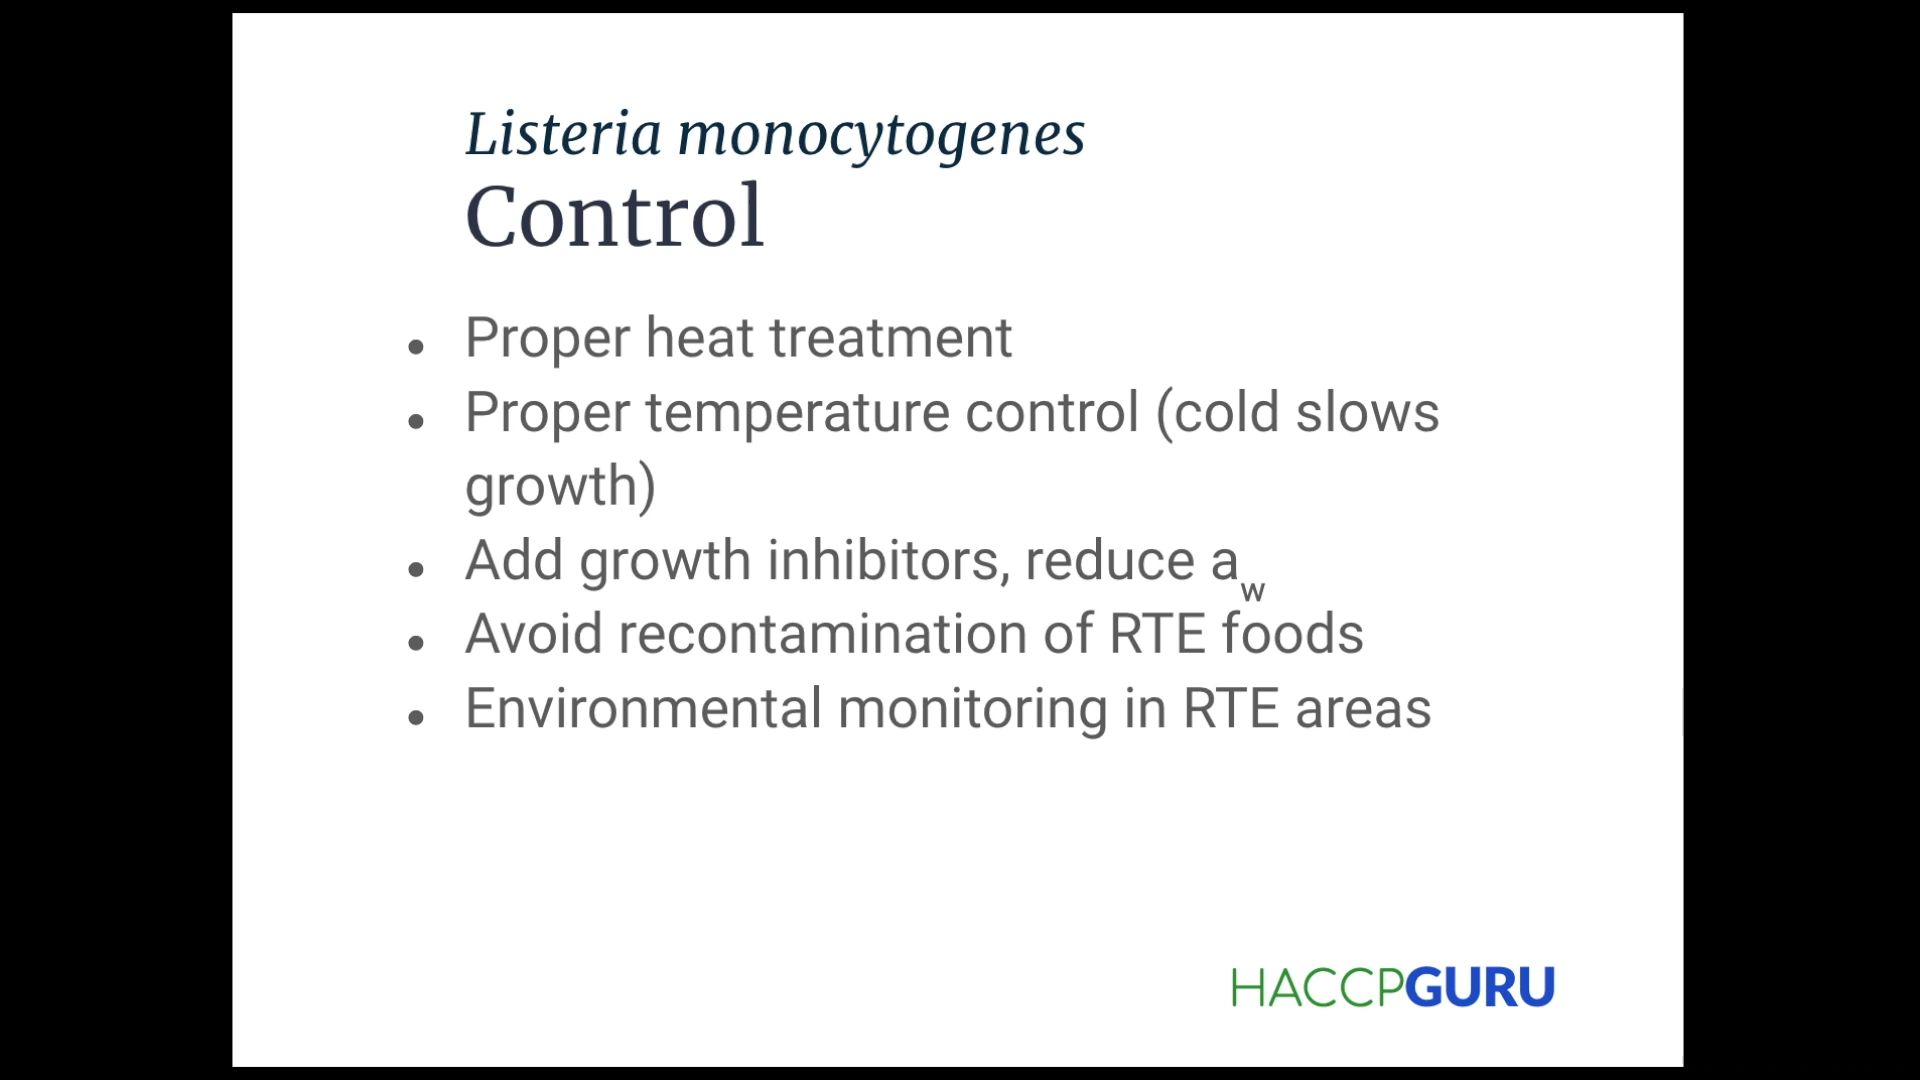 Listeria monocytogenes
Control
• Proper heat treatment
• Proper temperature control (cold slows
growth)
• Add growth inhibitors, reduce a_w
• Avoid recontamination of RTE foods
• Environmental monitoring in RTE areas
HACCPGURU